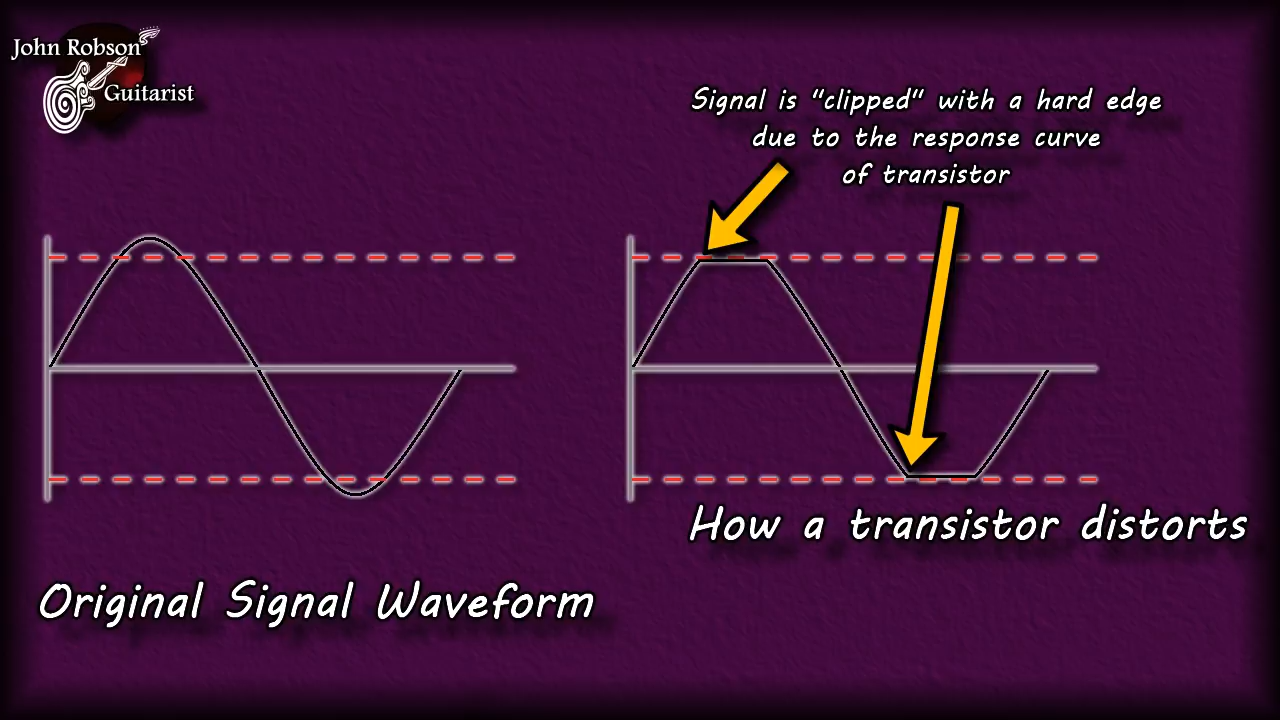 John Robson
Guitarist
Signal is “clipped“ with a hard edge
due to the response curve
of transistor
How a transistor distorts
Original Signal Waveform